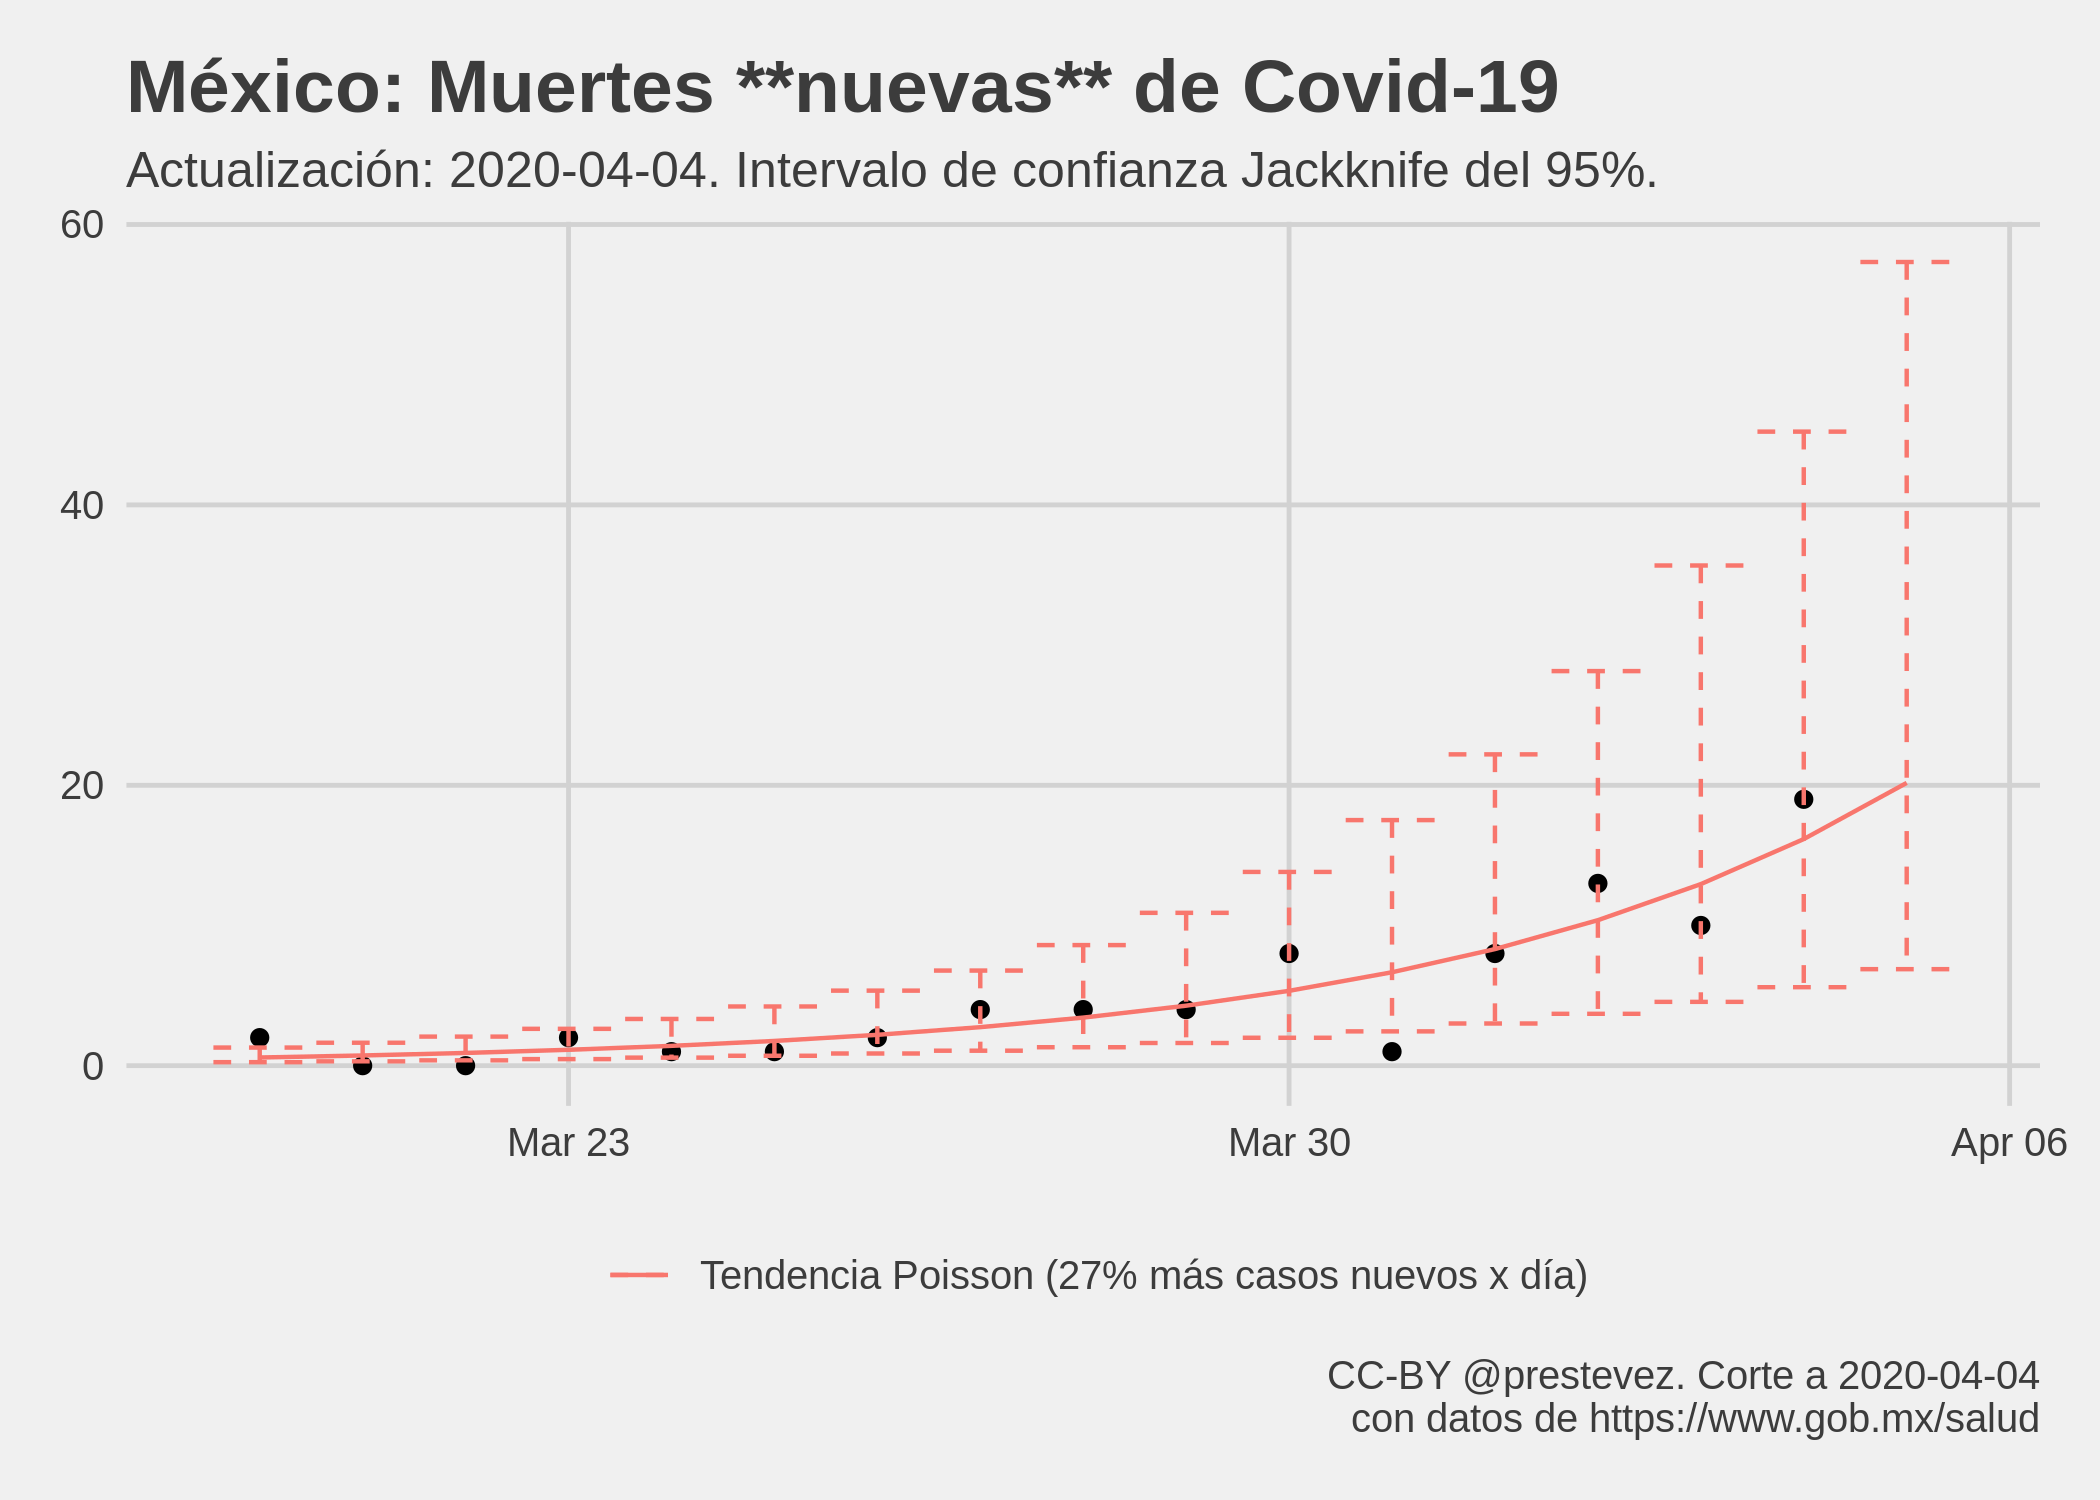 México: Muertes **nuevas** de Covid-19
Actualización: 2020-04-04. Intervalo de confianza Jackknife del 95%.
60
40
20
0
Mar 23
Mar 30
Apr 06
Tendencia Poisson (27% más casos nuevos x día)
CC-BY @prestevez. Corte a 2020-04-04
con datos de https://www.gob.mx/salud